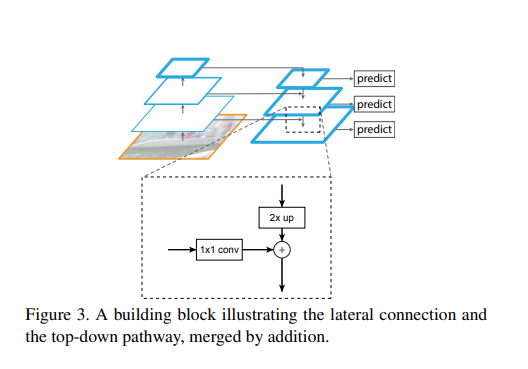 predict
predict
predict
2x up
1x1 conv
+
Figure 3. A building block illustrating the lateral connection and
the top-down pathway, merged by addition.